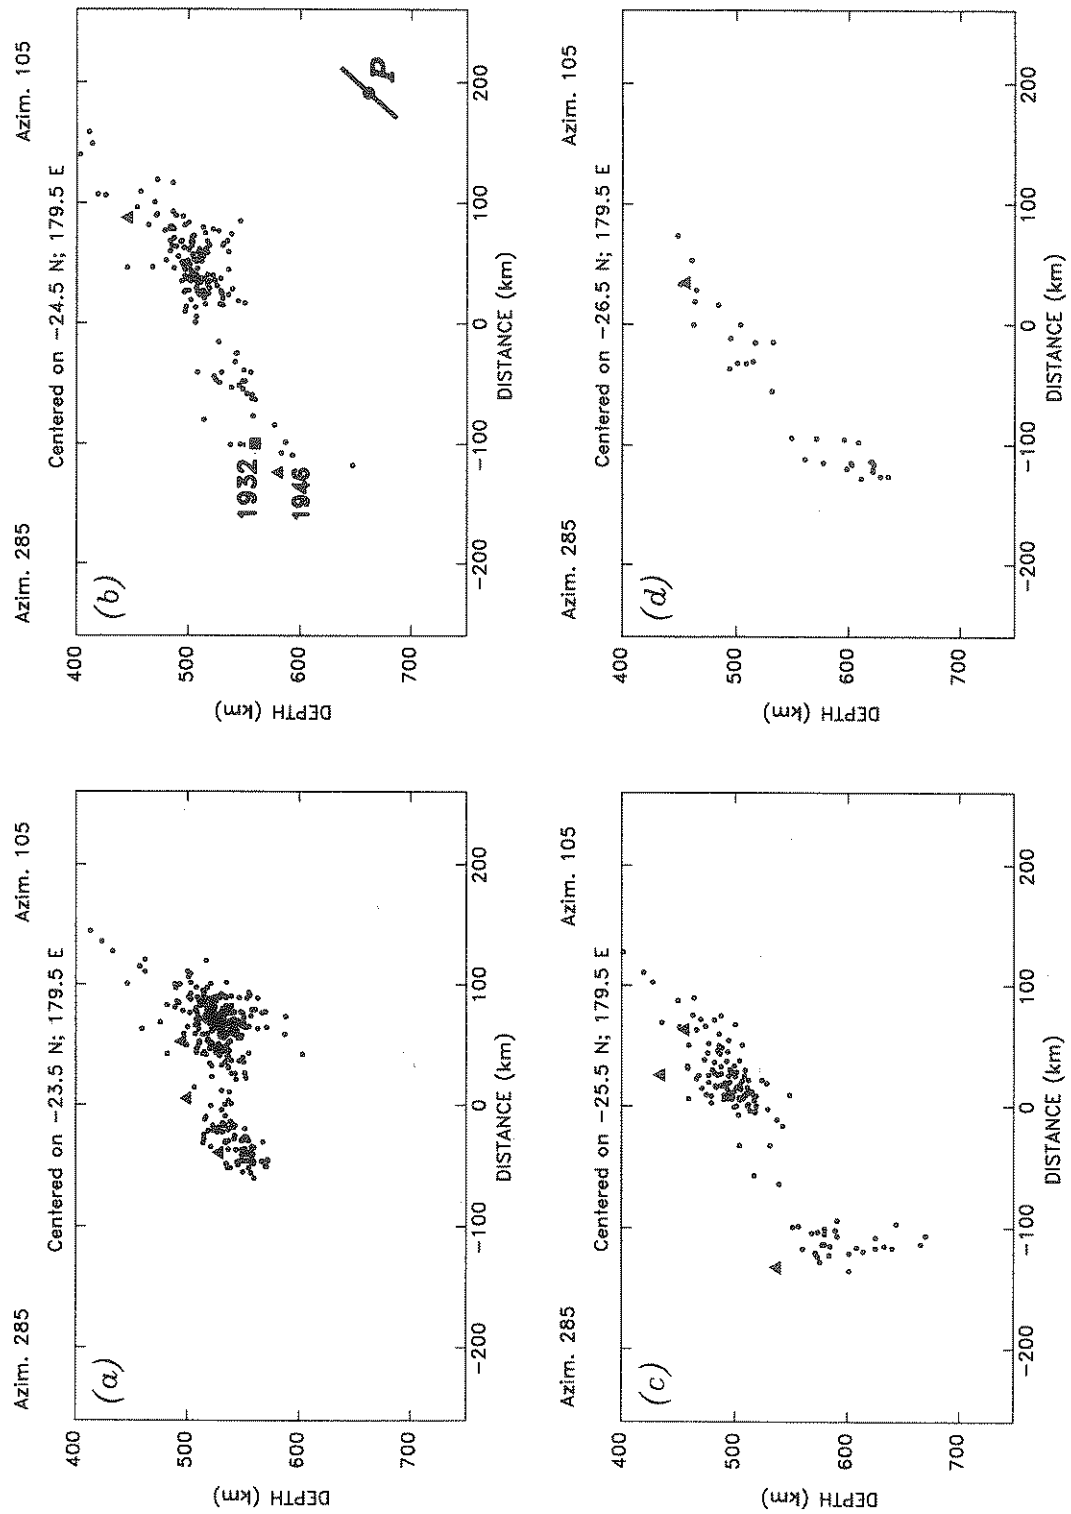 Azim. 285 Azim. 105
Centered on −23.5 N; 179.5 E
(a)
400
500
600
700
DEPTH (km)
−200 −100 0 100 200
DISTANCE (km)
Azim. 285 Azim. 105
Centered on −24.5 N; 179.5 E
(b)
1932
1946
P
400
500
600
700
DEPTH (km)
−200 −100 0 100 200
DISTANCE (km)
Azim. 285 Azim. 105
Centered on −25.5 N; 179.5 E
(c)
400
500
600
700
DEPTH (km)
−200 −100 0 100 200
DISTANCE (km)
Azim. 285 Azim. 105
Centered on −26.5 N; 179.5 E
(d)
400
500
600
700
DEPTH (km)
−200 −100 0 100 200
DISTANCE (km)